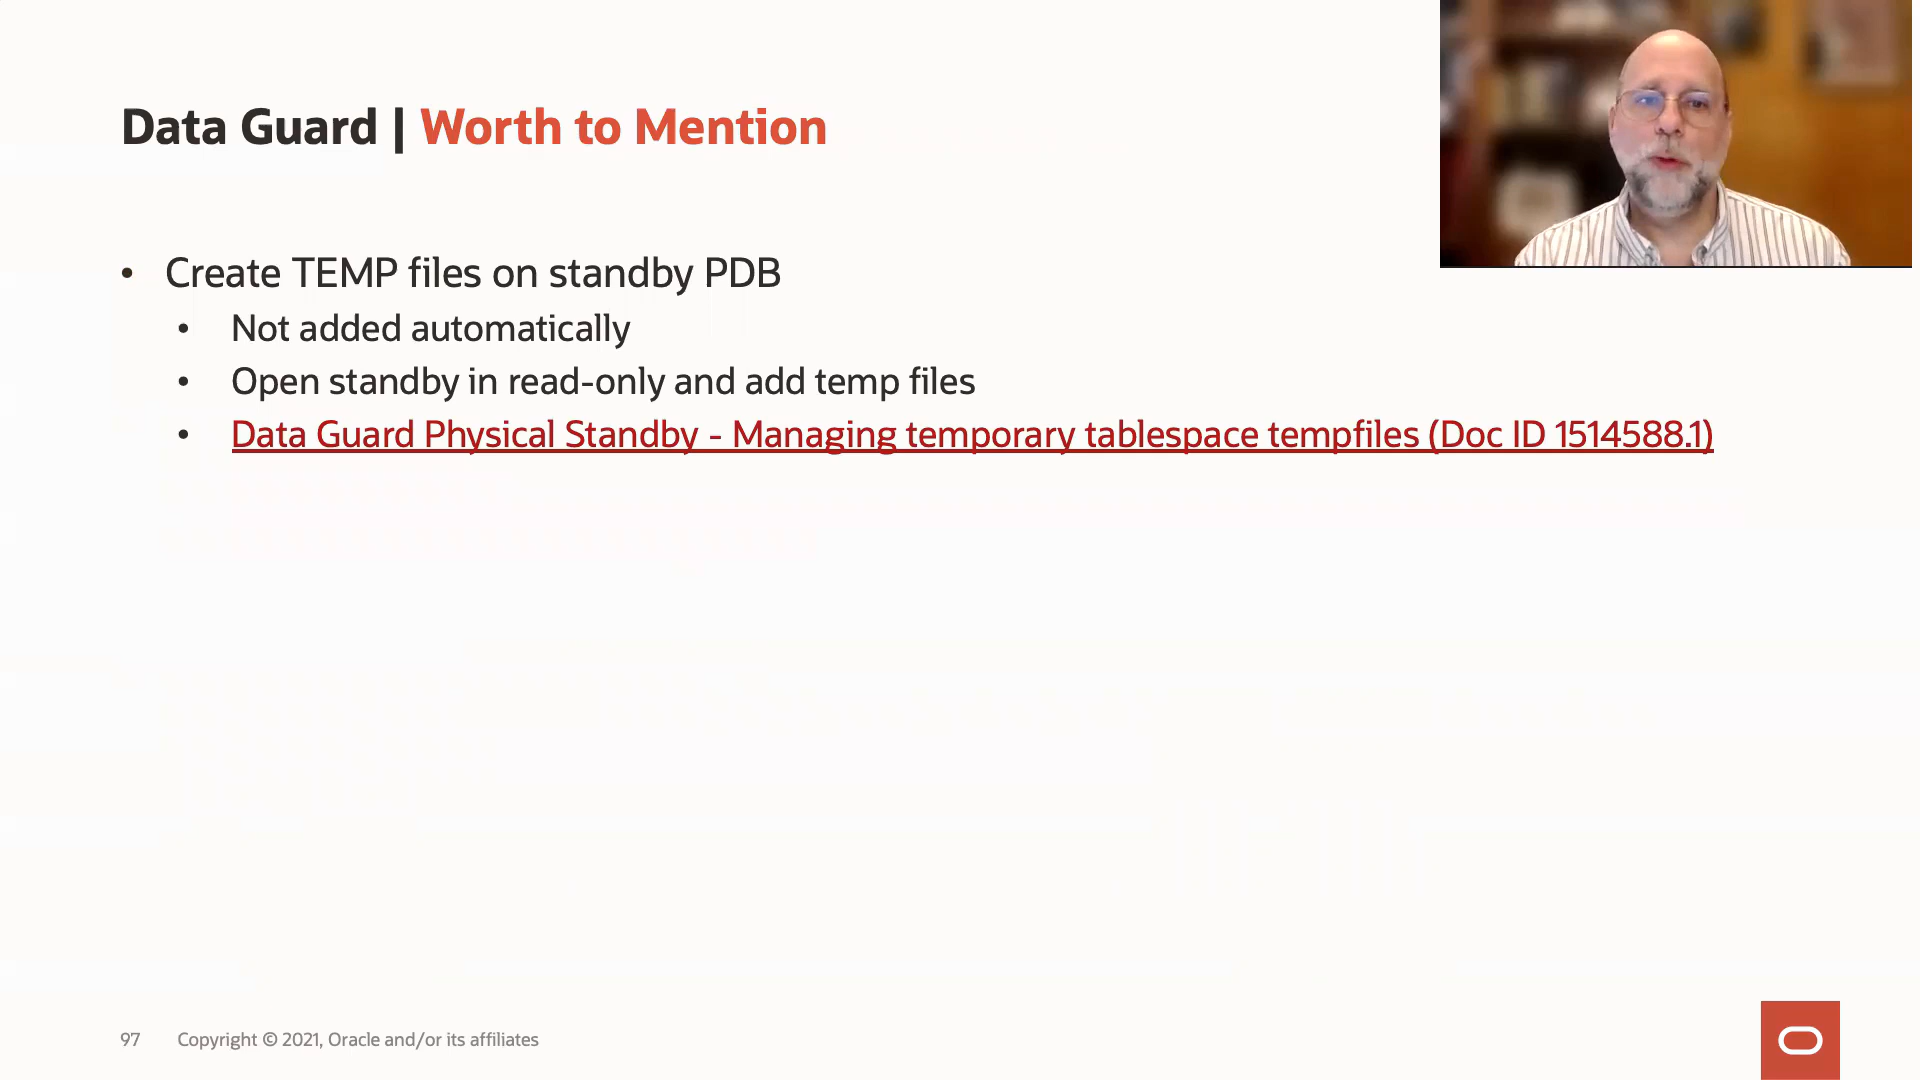 Data Guard | Worth to Mention
• Create TEMP files on standby PDB
• Not added automatically
• Open standby in read-only and add temp files
• Data Guard Physical Standby - Managing temporary tablespace tempfiles (Doc ID 1514588.1)
97 Copyright © 2021, Oracle and/or its affiliates